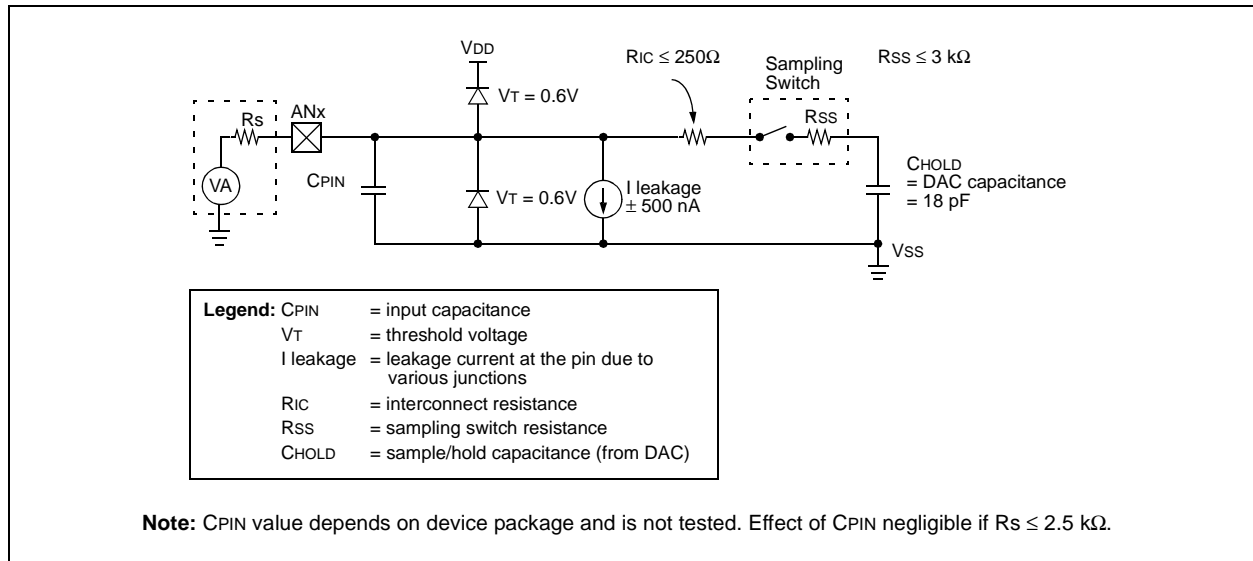 VDD
RIC ≤ 250Ω
Sampling
Switch
RSS ≤ 3 kΩ
VT = 0.6V
Rs
ANx
RSS
VA
CPIN
VT = 0.6V
I leakage
± 500 nA
CHOLD
= DAC capacitance
= 18 pF
VSS
Legend: CPIN = input capacitance
VT = threshold voltage
I leakage = leakage current at the pin due to
various junctions
RIC = interconnect resistance
RSS = sampling switch resistance
CHOLD = sample/hold capacitance (from DAC)
Note: CPIN value depends on device package and is not tested. Effect of CPIN negligible if Rs ≤ 2.5 kΩ.